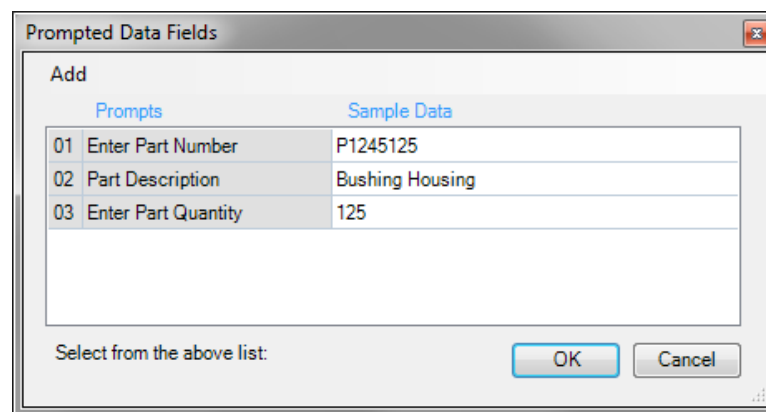 Prompted Data Fields
Add
Prompts Sample Data
01 Enter Part Number P1245125
02 Part Description Bushing Housing
03 Enter Part Quantity 125
Select from the above list: OK Cancel